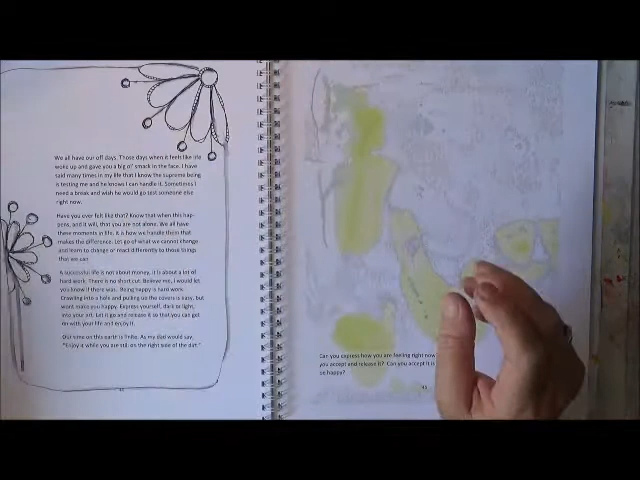 We all have our off days. Those days when it feels like life
woke up and gave you a big ol' smack in the face. I have
said many times in my life that I know the supreme being
is testing me and he knows I can handle it. Sometimes I
need a break and wish he would go test someone else
right now.
Have you ever felt like that? Know that when this hap-
pens, and it will, that you are not alone. We all have
these moments in life. It is how we handle them that
makes the difference. Let go of what we cannot change
and learn to change or react differently to those things
that we can
A successful life is not about money, it is about a lot of
hard work. There is no short cut. Believe me, I would let
you know if there was. Being happy is hard work.
Crawling into a hole and pulling on the covers is easy, but
wont make you happy. Express yourself, dark or light,
into your art. Let it go and release it so that you can get
on with your life and enjoy it.
Our time on this earth is finite. As my dad would say,
"Enjoy it while you are still on the right side of the dirt."
Can you express how you are feeling right now
you accept and release it? Can you accept it
be happy?
43